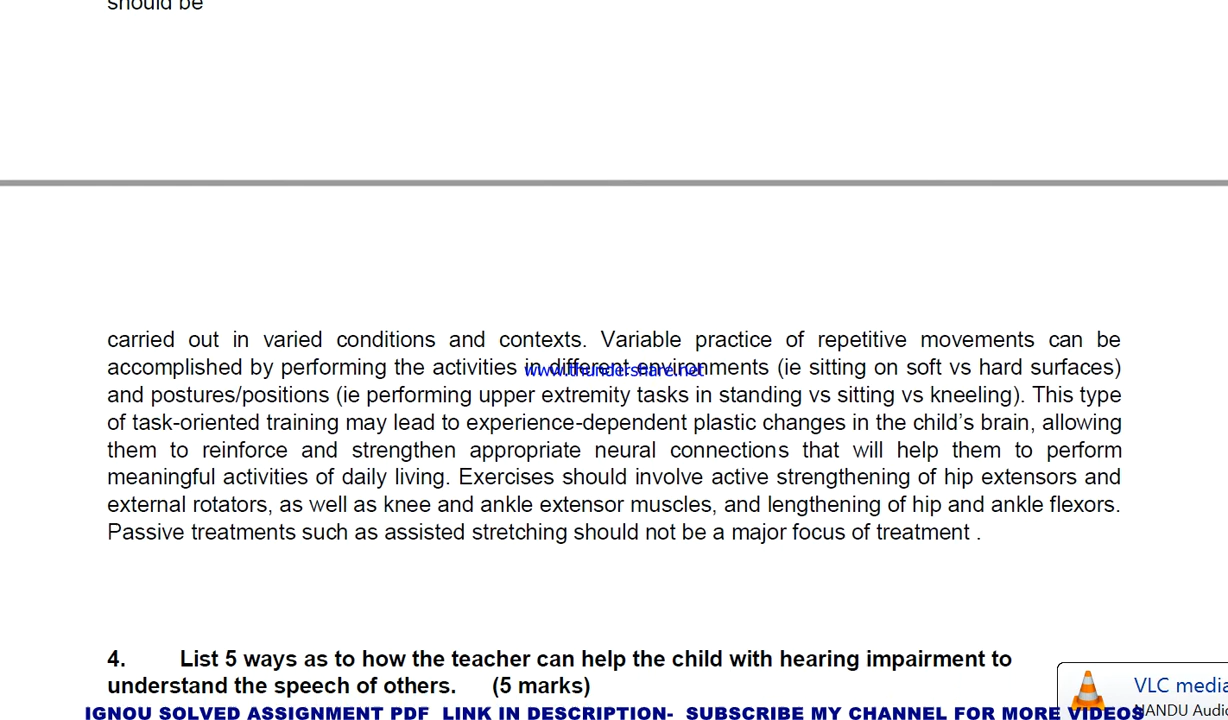 should be
carried out in varied conditions and contexts. Variable practice of repetitive movements can be
accomplished by performing the activities in different environments (ie sitting on soft vs hard surfaces)
www.thundershare.net
and postures/positions (ie performing upper extremity tasks in standing vs sitting vs kneeling). This type
of task-oriented training may lead to experience-dependent plastic changes in the child’s brain, allowing
them to reinforce and strengthen appropriate neural connections that will help them to perform
meaningful activities of daily living. Exercises should involve active strengthening of hip extensors and
external rotators, as well as knee and ankle extensor muscles, and lengthening of hip and ankle flexors.
Passive treatments such as assisted stretching should not be a major focus of treatment .
4. List 5 ways as to how the teacher can help the child with hearing impairment to
understand the speech of others. (5 marks)
VLC media
NANDU Audi
IGNOU SOLVED ASSIGNMENT PDF LINK IN DESCRIPTION- SUBSCRIBE MY CHANNEL FOR MORE VIDEOS